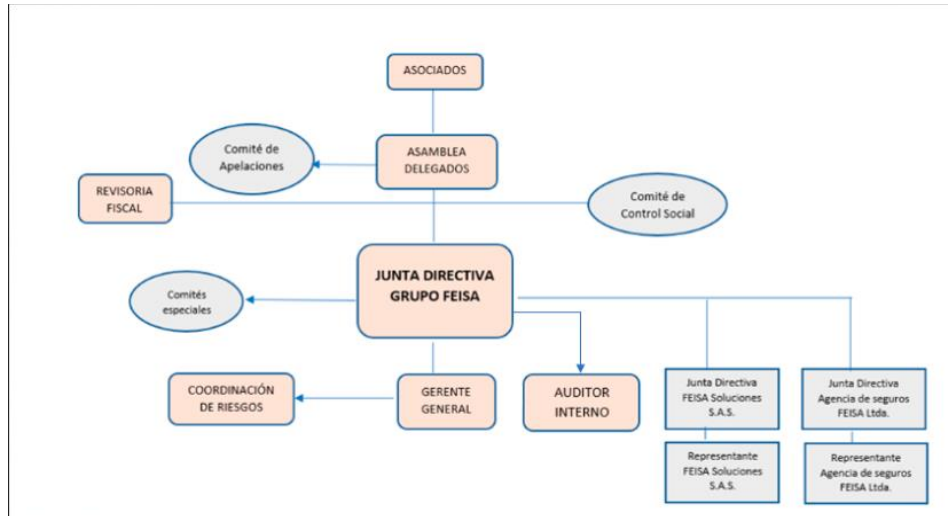 ASOCIADOS
Comité de
Apelaciones
ASAMBLEA
DELEGADOS
REVISORIA
FISCAL
Comité de
Control Social
JUNTA DIRECTIVA
GRUPO FEISA
Comités
especiales
COORDINACIÓN
DE RIESGOS
GERENTE
GENERAL
AUDITOR
INTERNO
Junta Directiva
FEISA Soluciones
S.A.S.
Junta Directiva
Agencia de seguros
FEISA Ltda.
Representante
FEISA Soluciones
S.A.S.
Representante
Agencia de seguros
FEISA Ltda.